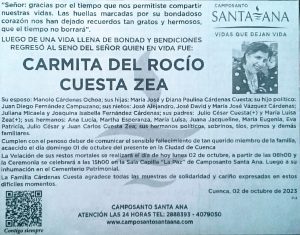 "Señor: gracias por el tiempo que nos permitiste compartir
nuestras vidas. Las huellas marcadas por su bondadoso
corazón nos han dejado recuerdos tan gratos y hermosos,
que el tiempo no borrará".
CAMPOSANTO
SANTA ANA
VIDAS QUE DEJAN VIDA
LUEGO DE UNA VIDA LLENA DE BONDAD Y BENDICIONES
REGRESÓ AL SENO DEL SEÑOR QUIEN EN VIDA FUE:
CARMITA DEL ROCÍO
CUESTA ZEA
Su esposo: Manolo Cárdenas Ochoa; sus hijas: María José y Diana Paulina Cárdenas Cuesta; su hijo político:
Juan Diego Fernández Campuzano; sus nietos: José Alejandro, José David y María José Vázquez Cárdenas;
Juliana Micaela y Joaquina Isabella Fernández Cárdenas; sus padres: Julio César Cuesta(+) y María Luisa
Zea(+); sus hermanos: Ana Lucía, Martha Esperanza, María Luisa, Juana Jacqueline, María Eugenia, Eva
Patricia, Julio César y Juan Carlos Cuesta Zea; sus hermanos políticos, sobrinos, tíos, primos y demás
familiares.
Cumplen con el penoso deber de comunicar el sensible fallecimiento de tan querido miembro de la familia,
acaecido el día domingo 01 de octubre del presente en la Ciudad de Cuenca.
La Velación de sus restos mortales se realizará el día de hoy lunes 02 de octubre, a partir de las 08h00 y
la Ceremonia se celebrará a las 15h00 en la Sala Capilla "La Paz" de Camposanto Santa Ana. Luego a su
inhumación en el Cementerio Patrimonial.
La Familia Cárdenas Cuesta agradece todas las muestras de solidaridad y cariño expresadas en estos
difíciles momentos.
Cuenca, 02 de octubre de 2023
CAMPOSANTO SANTA ANA
ATENCIÓN LAS 24 HORAS TEL: 2888393 - 4079050
www.camposantosantaana.com
Contigo siempre